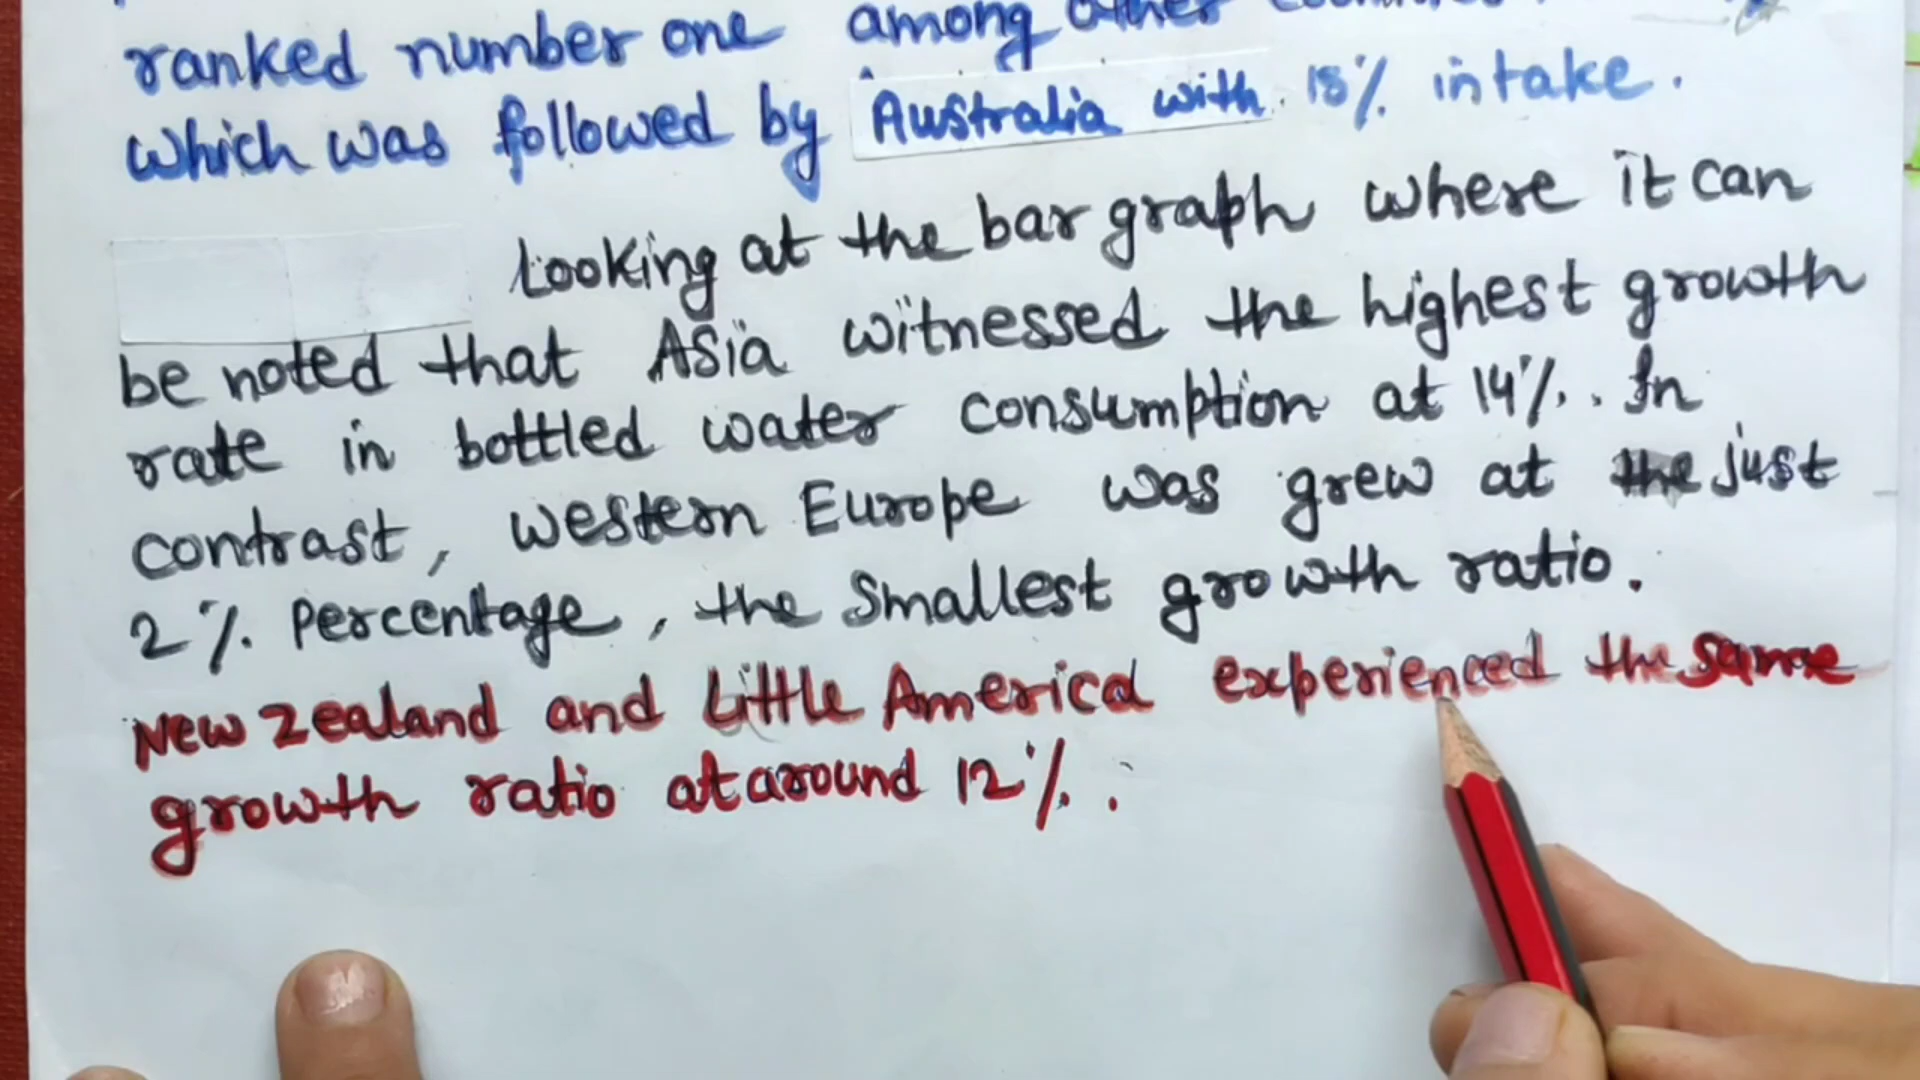 ranked number one among other
which was followed by Australia with 18% intake.
Looking at the bar graph where it can
be noted that Asia witnessed the highest growth
rate in bottled water consumption at 14%. In
contrast, western Europe was grew at the just
2% Percentage, the smallest growth ratio.
New Zealand and Little America experienced the same
growth ratio at around 12%.